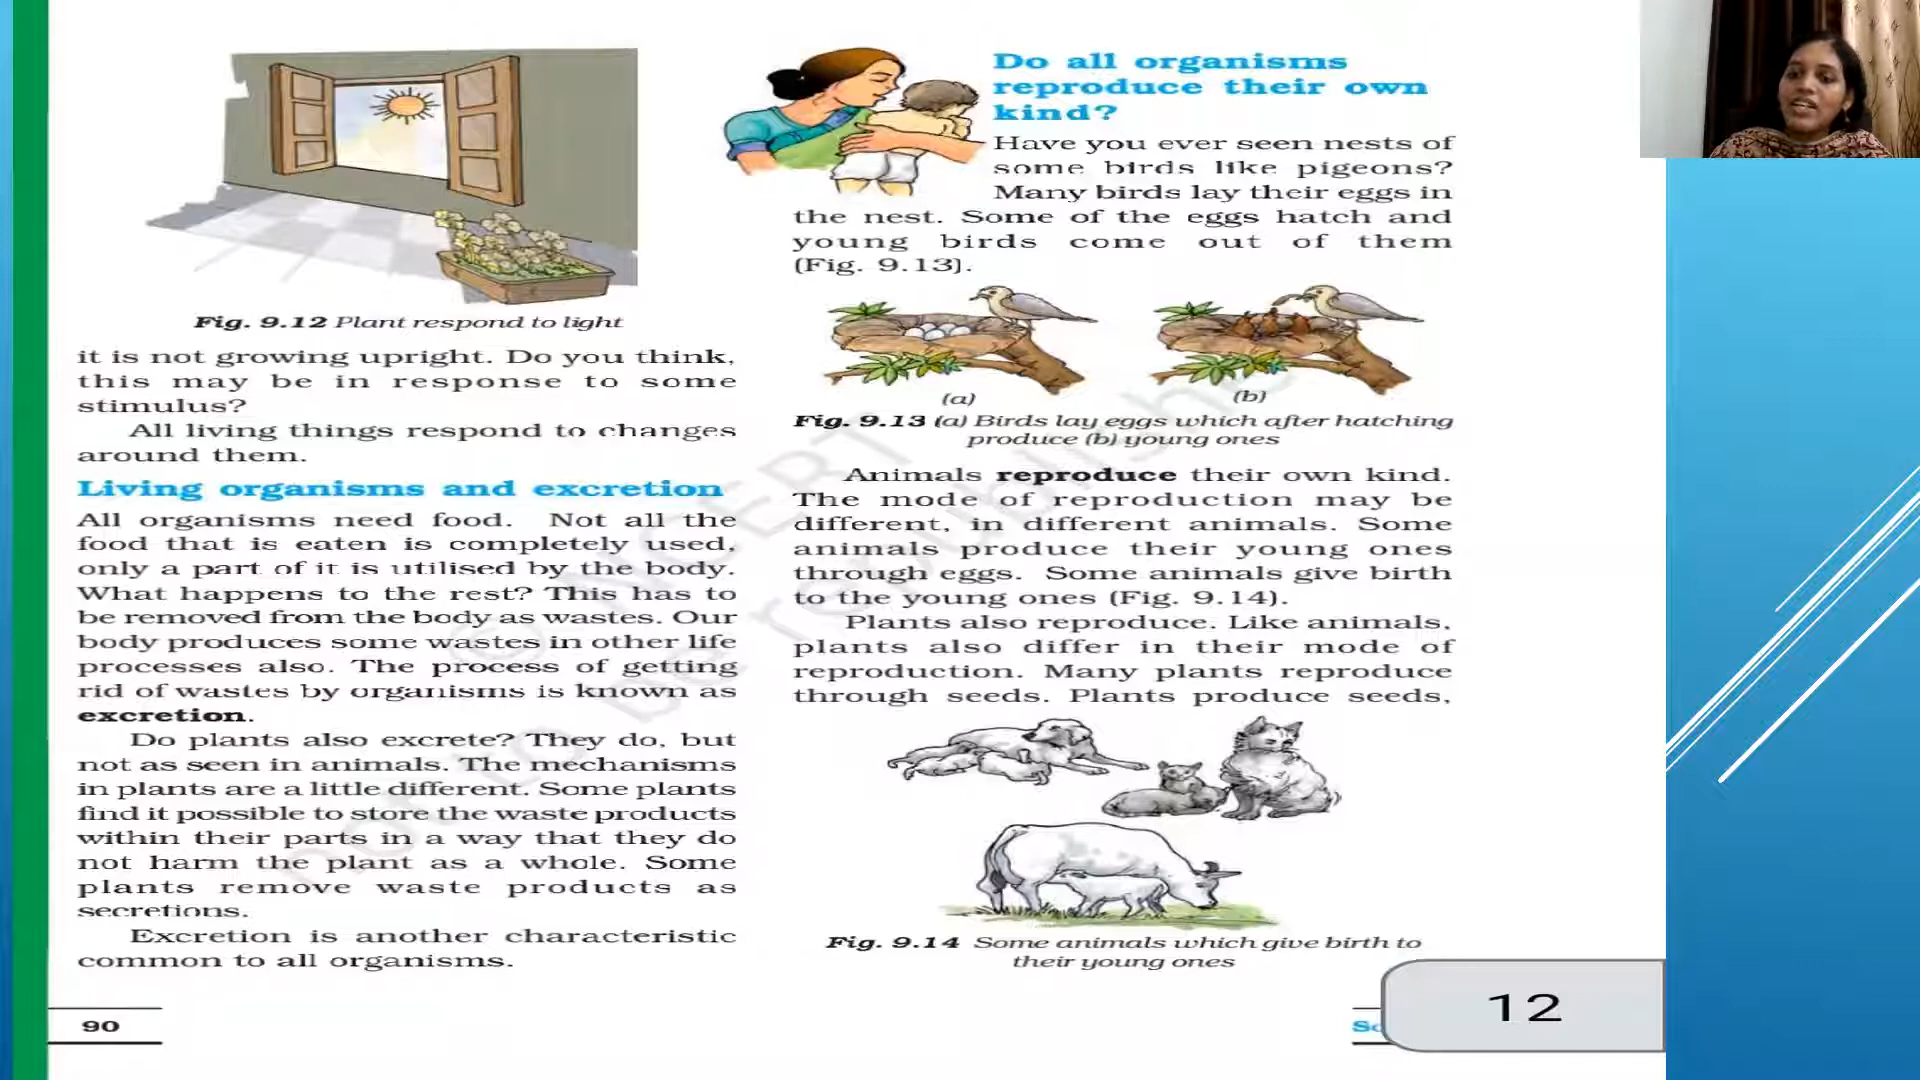 Fig. 9.12 Plant respond to light
it is not growing upright. Do you think,
this may be in response to some
stimulus?
All living things respond to changes
around them.
Living organisms and excretion
All organisms need food. Not all the
food that is eaten is completely used,
only a part of it is utilised by the body.
What happens to the rest? This has to
be removed from the body as wastes. Our
body produces some wastes in other life
processes also. The process of getting
rid of wastes by organisms is known as
excretion.
Do plants also excrete? They do, but
not as seen in animals. The mechanisms
in plants are a little different. Some plants
find it possible to store the waste products
within their parts in a way that they do
not harm the plant as a whole. Some
plants remove waste products as
secretions.
Excretion is another characteristic
common to all organisms.
90
Do all organisms
reproduce their own
kind?
Have you ever seen nests of
some birds like pigeons?
Many birds lay their eggs in
the nest. Some of the eggs hatch and
young birds come out of them
(Fig. 9.13).
(a)
(b)
Fig. 9.13 (a) Birds lay eggs which after hatching
produce (b) young ones
Animals reproduce their own kind.
The mode of reproduction may be
different, in different animals. Some
animals produce their young ones
through eggs. Some animals give birth
to the young ones (Fig. 9.14).
Plants also reproduce. Like animals,
plants also differ in their mode of
reproduction. Many plants reproduce
through seeds. Plants produce seeds,
Fig. 9.14 Some animals which give birth to
their young ones
12
© NCERT
not to be republished